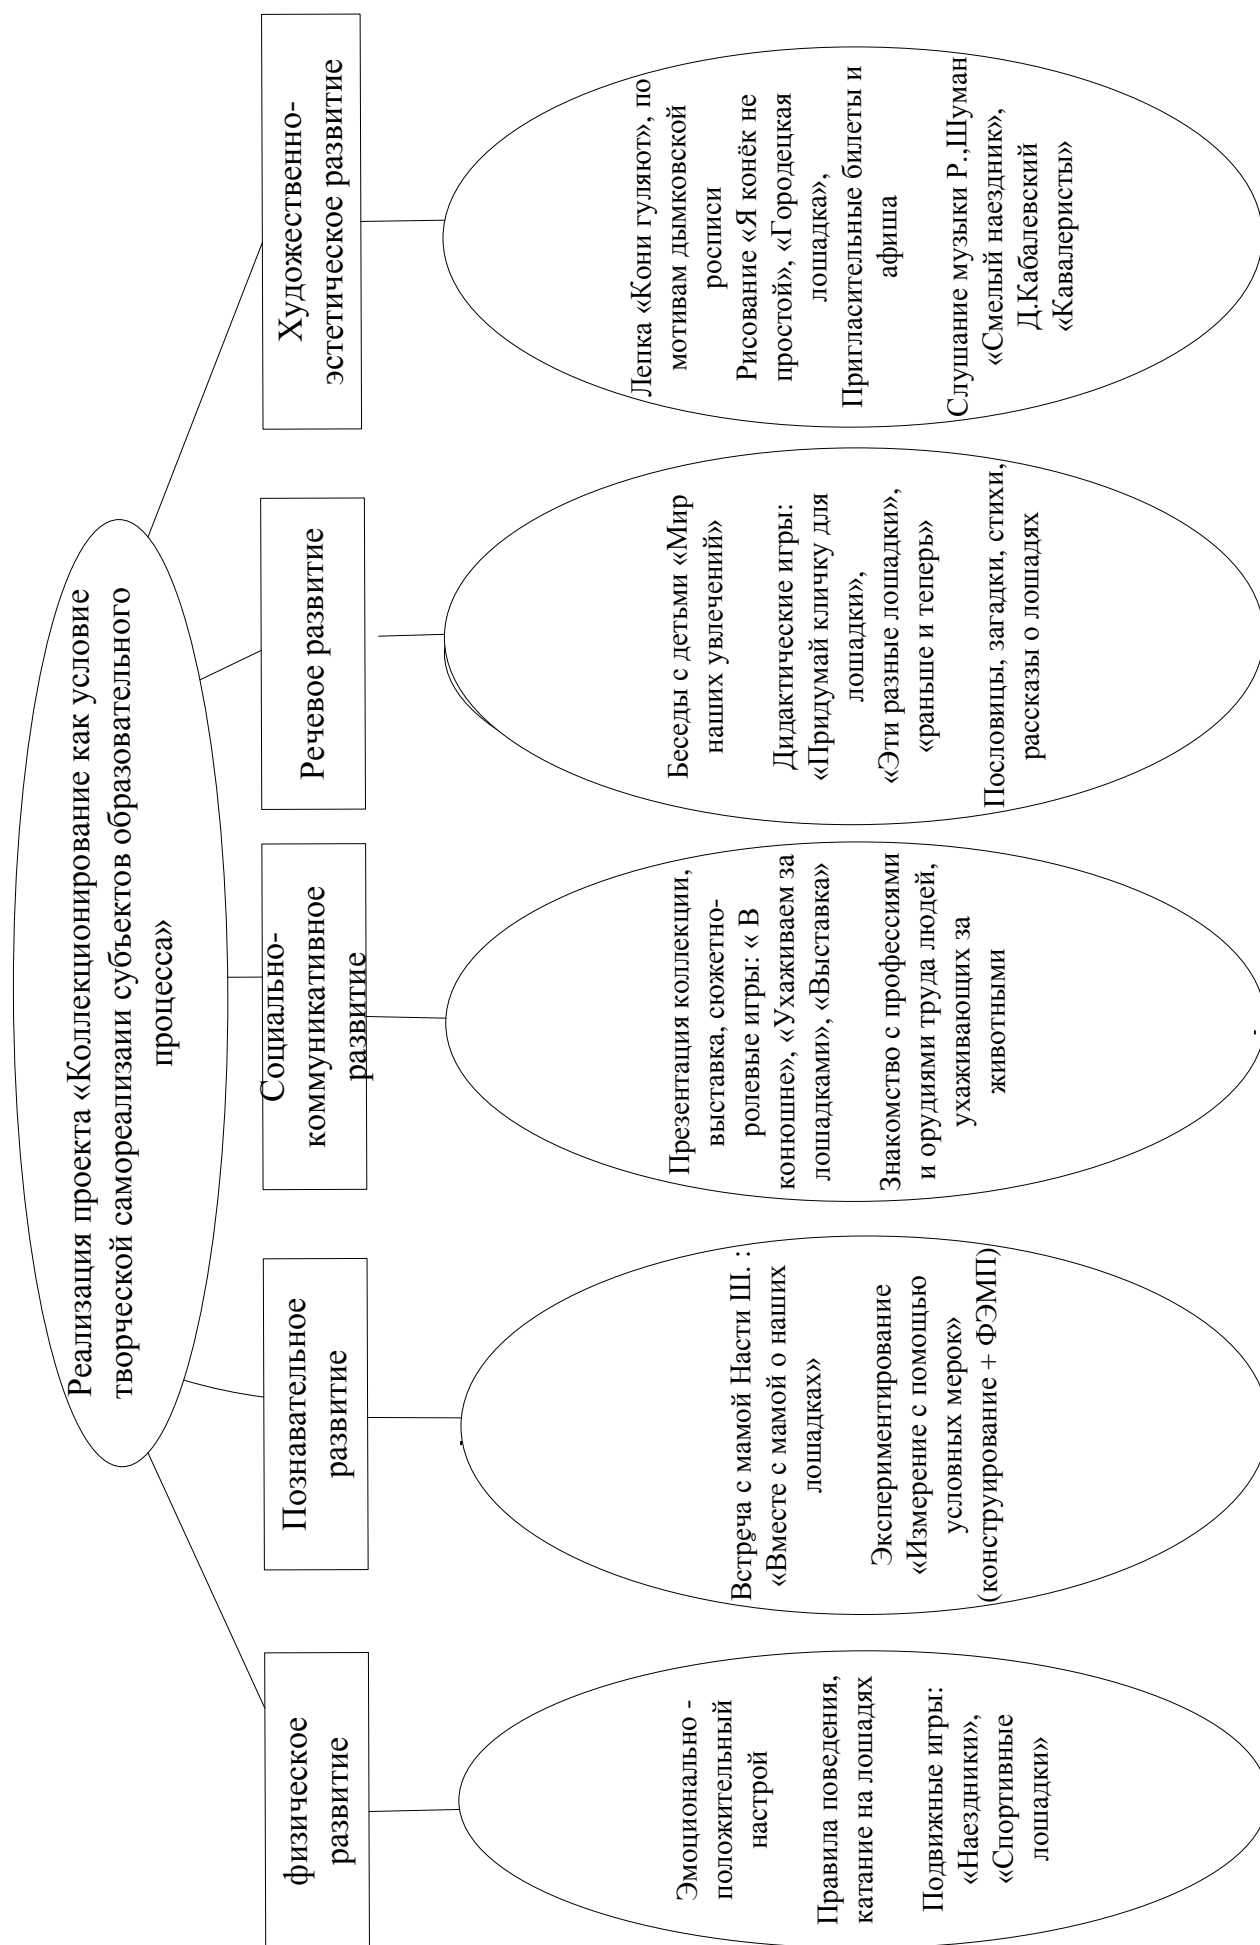 Реализация проекта «Коллекционирование как условие
творческой самореализаии субъектов образовательного
процесса»
физическое
развитие
Познавательное
развитие
Социально-
коммуникативное
развитие
Речевое развитие
Художественно-
эстетическое развитие
Эмоционально -
положительный
настрой
Правила поведения,
катание на лошадях
Подвижные игры:
«Наездники»,
«Спортивные
лошадки»
Встреча с мамой Насти Ш. :
«Вместе с мамой о наших
лошадках»
Экспериментирование
«Измерение с помощью
условных мерок»
(конструирование + ФЭМП)
Презентация коллекции,
выставка, сюжетно-
ролевые игры: « В
конюшне», «Ухаживаем за
лошадками», «Выставка»
Знакомство с профессиями
и орудиями труда людей,
ухаживающих за
животными
Беседы с детьми «Мир
наших увлечений»
Дидактические игры:
«Придумай кличку для
лошадки»,
«Эти разные лошадки»,
«раньше и теперь»
Пословицы, загадки, стихи,
рассказы о лошадях
Лепка «Кони гуляют», по
мотивам дымковской
росписи
Рисование «Я конёк не
простой», «Городецкая
лошадка»,
Пригласительные билеты и
афиша
Слушание музыки Р.,Шуман
«Смелый наездник»,
Д.Кабалевский
«Кавалеристы»